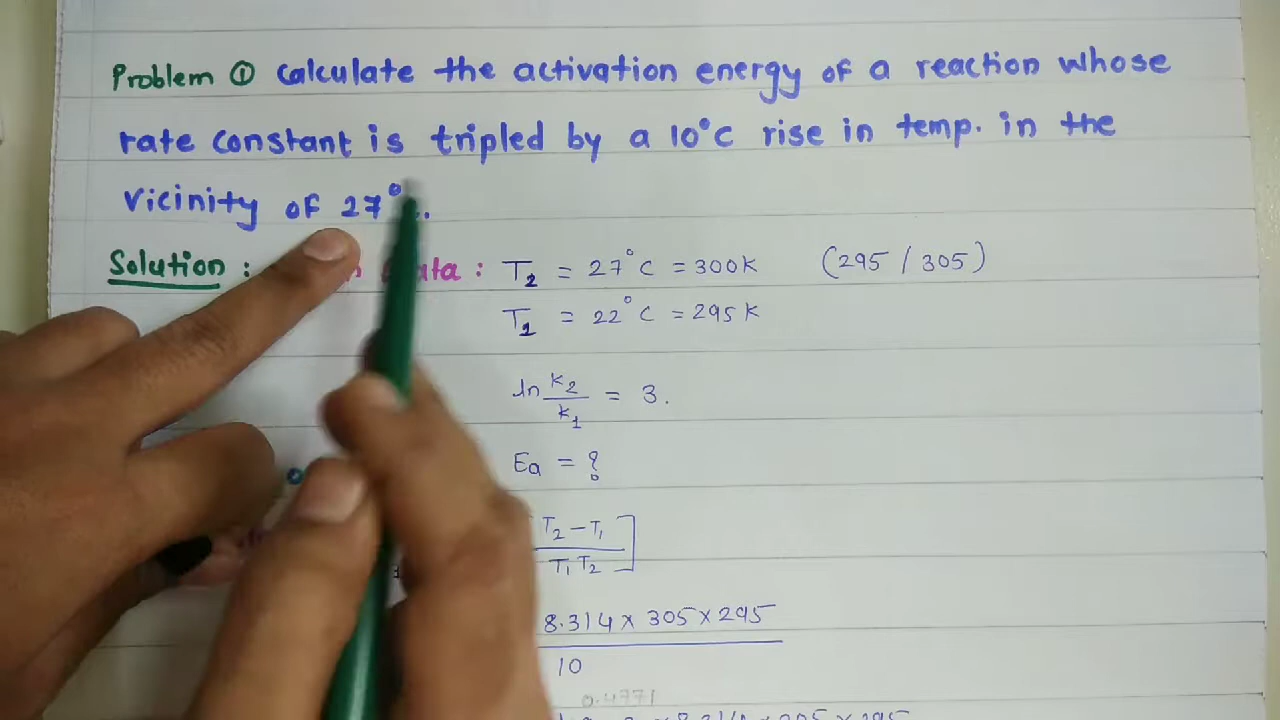 Problem ① Calculate the activation energy of a reaction whose
rate constant is tripled by a 10°C rise in temp. in the
vicinity of 27°
Solution : : T₂ = 27°C = 300K (295 / 305)
T₁ = 22°C = 295 K
ln K₂/K₁ = 3.
Ea = ?
T₂ - T₁ / T₁ T₂ ]
8.314 x 305 x 295
10
0.4771